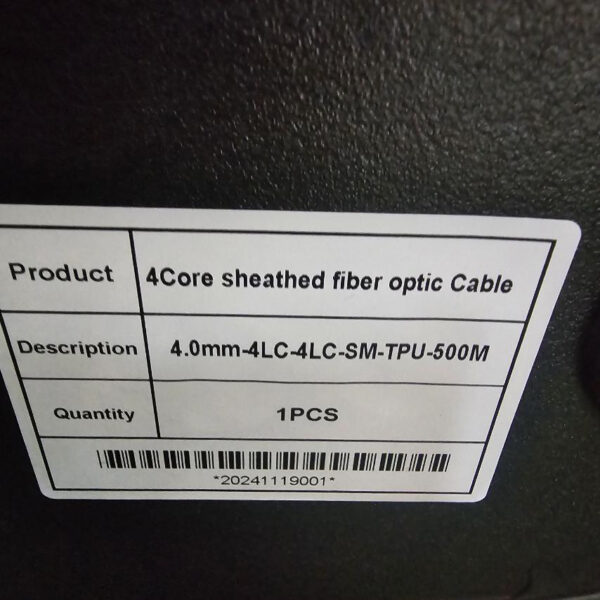 Product 4Core sheathed fiber optic Cable
Description 4.0mm-4LC-4LC-SM-TPU-500M
Quantity 1PCS
*20241119001*